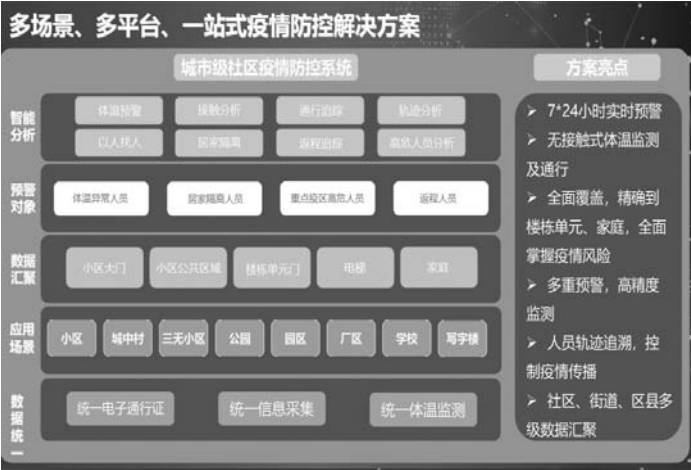 多场景、多平台、一站式疫情防控解决方案
城市级社区疫情防控系统
智能
分析
体温预警 接触分析 通行追踪 轨迹分析
以人找人 居家隔离 返程追踪 高危人员分析
预警
对象
体温异常人员 居家隔离人员 重点疫区高危人员 返程人员
数据
汇聚
小区大门 小区公共区域 楼栋单元门 电梯 家庭
应用
场景
小区 城中村 三无小区 公园 园区 厂区 学校 写字楼
数
据
统
一
统一电子通行证 统一信息采集 统一体温监测
方案亮点
➢ 7*24小时实时预警
➢ 无接触式体温监测
及通行
➢ 全面覆盖，精确到
楼栋单元、家庭，全面
掌握疫情风险
➢ 多重预警，高精度
监测
➢ 人员轨迹追溯，控
制疫情传播
➢ 社区、街道、区县多
级数据汇聚